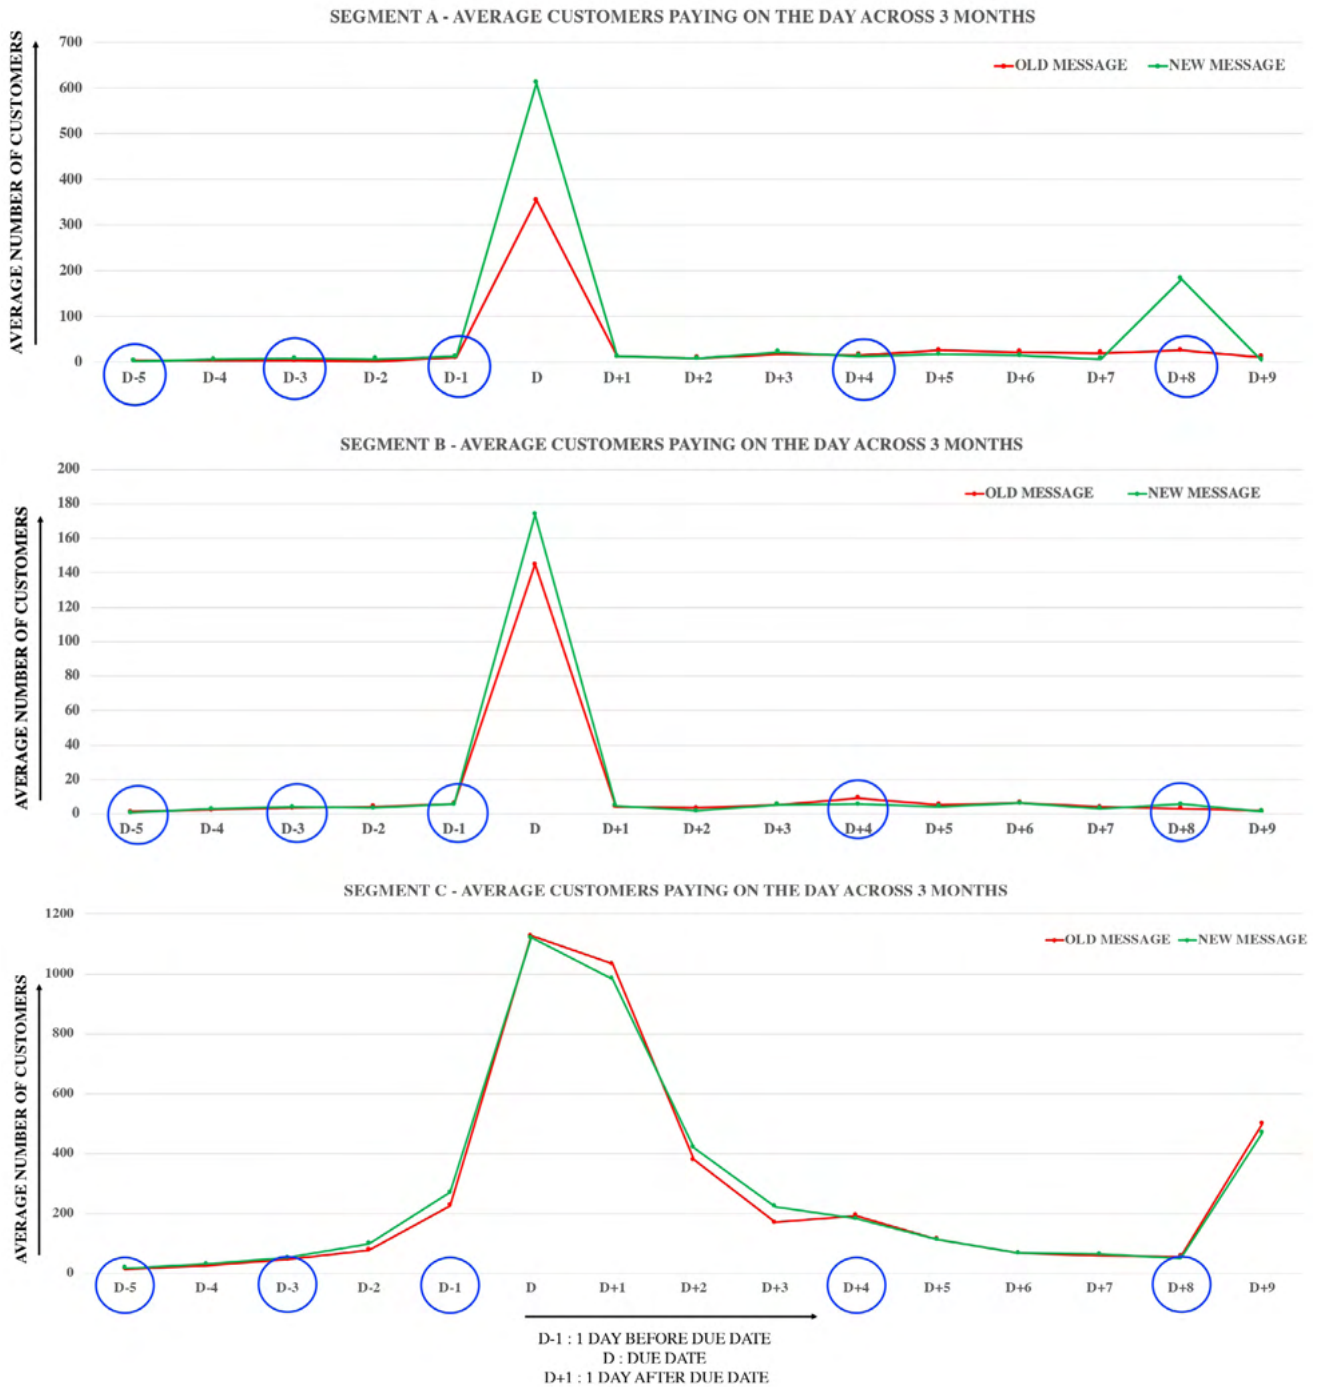 SEGMENT A - AVERAGE CUSTOMERS PAYING ON THE DAY ACROSS 3 MONTHS
AVERAGE NUMBER OF CUSTOMERS
OLD MESSAGE NEW MESSAGE
700
600
500
400
300
200
100
0
D-5 D-4 D-3 D-2 D-1 D D+1 D+2 D+3 D+4 D+5 D+6 D+7 D+8 D+9
SEGMENT B - AVERAGE CUSTOMERS PAYING ON THE DAY ACROSS 3 MONTHS
AVERAGE NUMBER OF CUSTOMERS
OLD MESSAGE NEW MESSAGE
200
180
160
140
120
100
80
60
40
20
0
D-5 D-4 D-3 D-2 D-1 D D+1 D+2 D+3 D+4 D+5 D+6 D+7 D+8 D+9
SEGMENT C - AVERAGE CUSTOMERS PAYING ON THE DAY ACROSS 3 MONTHS
AVERAGE NUMBER OF CUSTOMERS
OLD MESSAGE NEW MESSAGE
1200
1000
800
600
400
200
0
D-5 D-4 D-3 D-2 D-1 D D+1 D+2 D+3 D+4 D+5 D+6 D+7 D+8 D+9
D-1 : 1 DAY BEFORE DUE DATE
D : DUE DATE
D+1 : 1 DAY AFTER DUE DATE